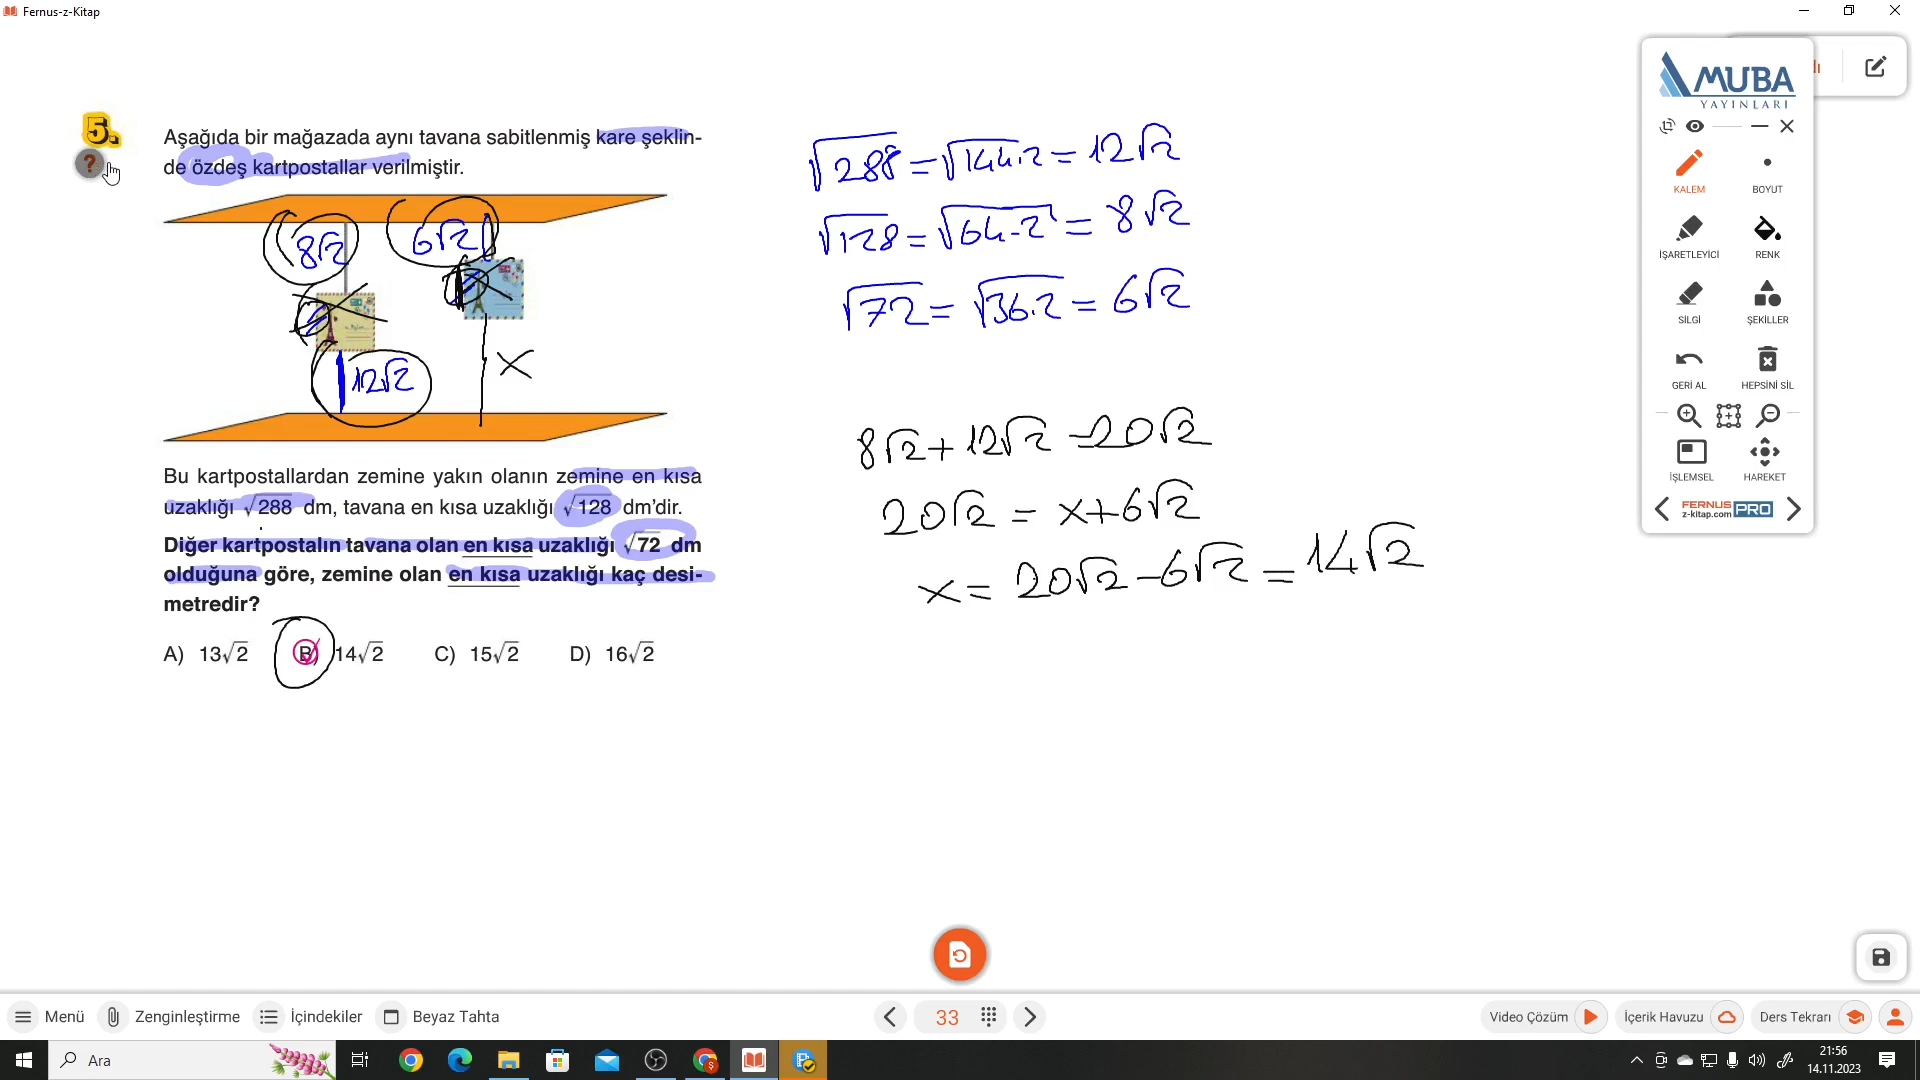 Fernus-z-Kitap
5.
?
Aşağıda bir mağazada aynı tavana sabitlenmiş kare şeklin-
de özdeş kartpostallar verilmiştir.
8√2
6√2
12√2
x
Bu kartpostallardan zemine yakın olanın zemine en kısa
uzaklığı √288 dm, tavana en kısa uzaklığı √128 dm'dir.
Diğer kartpostalın tavana olan en kısa uzaklığı √72 dm
olduğuna göre, zemine olan en kısa uzaklığı kaç desi-
metredir?
A) 13√2 B) 14√2 C) 15√2 D) 16√2
√288 = √144.2 = 12√2
√128 = √64.2 = 8√2
√72 = √36.2 = 6√2
8√2 + 12√2 = 20√2
20√2 = x+6√2
x = 20√2 - 6√2 = 14√2
MUBA
YAYINLARI
KALEM BOYUT
İŞARETLEYİCİ RENK
SİLGİ ŞEKİLLER
GERİ AL HEPSİNİ SİL
İŞLEMSEL HAREKET
FERNUS
z-kitap.com PRO
Menü Zenginleştirme İçindekiler Beyaz Tahta 33 Video Çözüm İçerik Havuzu Ders Tekrarı
Ara
21:56
14.11.2023